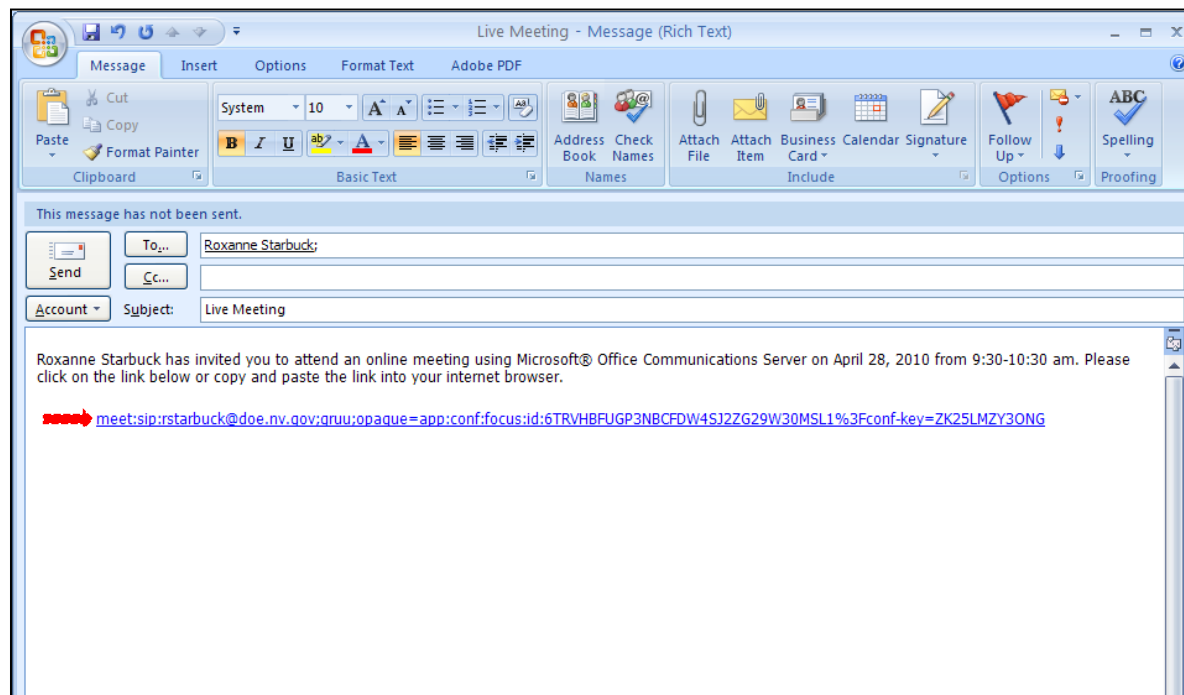 Live Meeting - Message (Rich Text)
Message Insert Options Format Text Adobe PDF
Cut
Copy
Format Painter
Paste
System 10
B I U
Address Book
Check Names
Attach File
Attach Item
Business Card
Calendar
Signature
Follow Up
ABC
Spelling
Clipboard Basic Text Names Include Options Proofing
This message has not been sent.
Send
To... Roxanne Starbuck;
Cc...
Account Subject: Live Meeting
Roxanne Starbuck has invited you to attend an online meeting using Microsoft® Office Communications Server on April 28, 2010 from 9:30-10:30 am. Please
click on the link below or copy and paste the link into your internet browser.
meet:sip:rstarbuck@doe.nv.gov;gruu;opaque=app:conf:focus:id:6TRVHBFUGP3NBCFDW4SJ2ZG29W30MSL1%3Fconf-key=ZK25LMZY3ONG